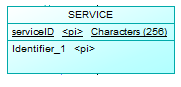 SERVICE
serviceID <pi> Characters (256)
Identifier_1 <pi>